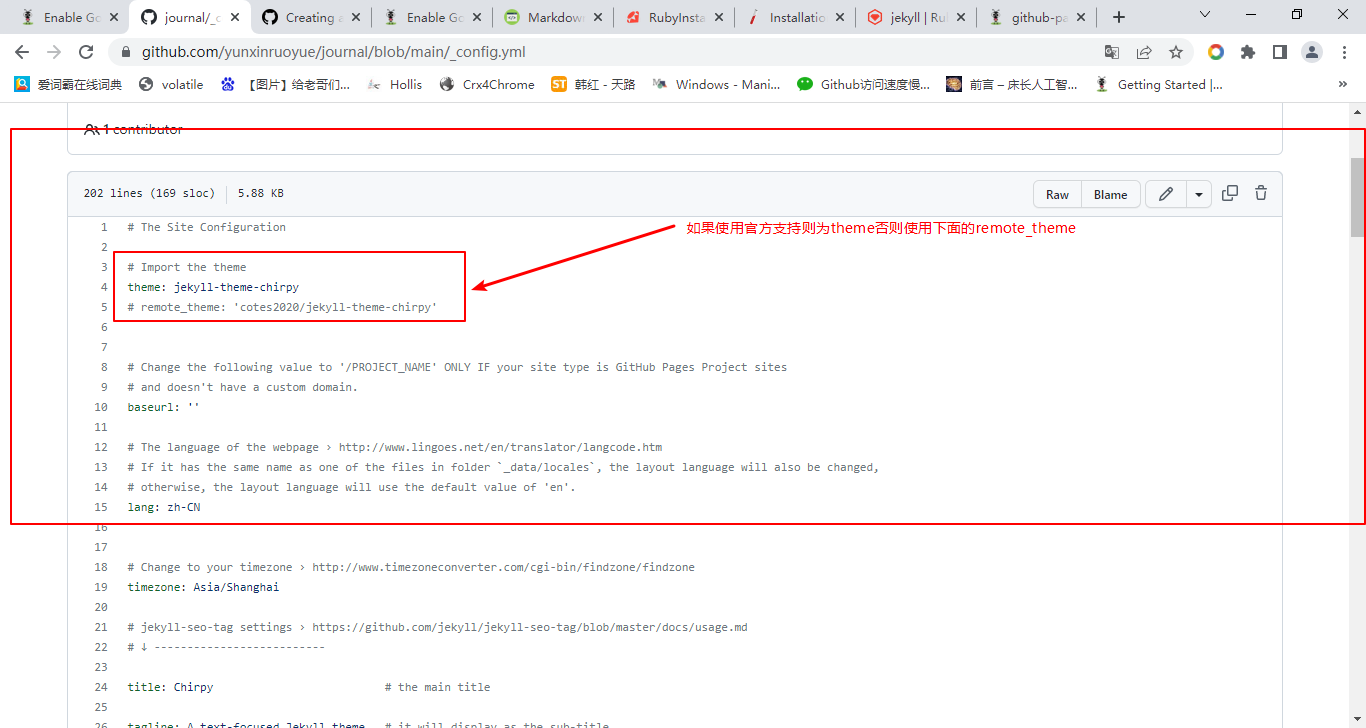 Enable Go
journal/_c
Creating a
Enable Go
Markdown
RubyInsta
Installatio
jekyll | Rul
github-pa
github.com/yunxinruoyue/journal/blob/main/_config.yml
爱词霸在线词典
volatile
【图片】给老哥们...
Hollis
Crx4Chrome
ST 韩红 - 天路
Windows - Mani...
Github访问速度慢...
前言 – 床长人工智...
Getting Started |...
»
1 contributor
202 lines (169 sloc) 5.88 KB
Raw
Blame
1 # The Site Configuration
如果使用官方支持则为theme否则使用下面的remote_theme
2
3 # Import the theme
4 theme: jekyll-theme-chirpy
5 # remote_theme: 'cotes2020/jekyll-theme-chirpy'
6
7
8 # Change the following value to '/PROJECT_NAME' ONLY IF your site type is GitHub Pages Project sites
9 # and doesn't have a custom domain.
10 baseurl: ''
11
12 # The language of the webpage › http://www.lingoes.net/en/translator/langcode.htm
13 # If it has the same name as one of the files in folder `_data/locales`, the layout language will also be changed,
14 # otherwise, the layout language will use the default value of 'en'.
15 lang: zh-CN
16
17
18 # Change to your timezone › http://www.timezoneconverter.com/cgi-bin/findzone/findzone
19 timezone: Asia/Shanghai
20
21 # jekyll-seo-tag settings › https://github.com/jekyll/jekyll-seo-tag/blob/master/docs/usage.md
22 # ↓ --------------------------
23
24 title: Chirpy # the main title
25
26 tagline: A text-focused Jekyll theme # it will display as the sub-title